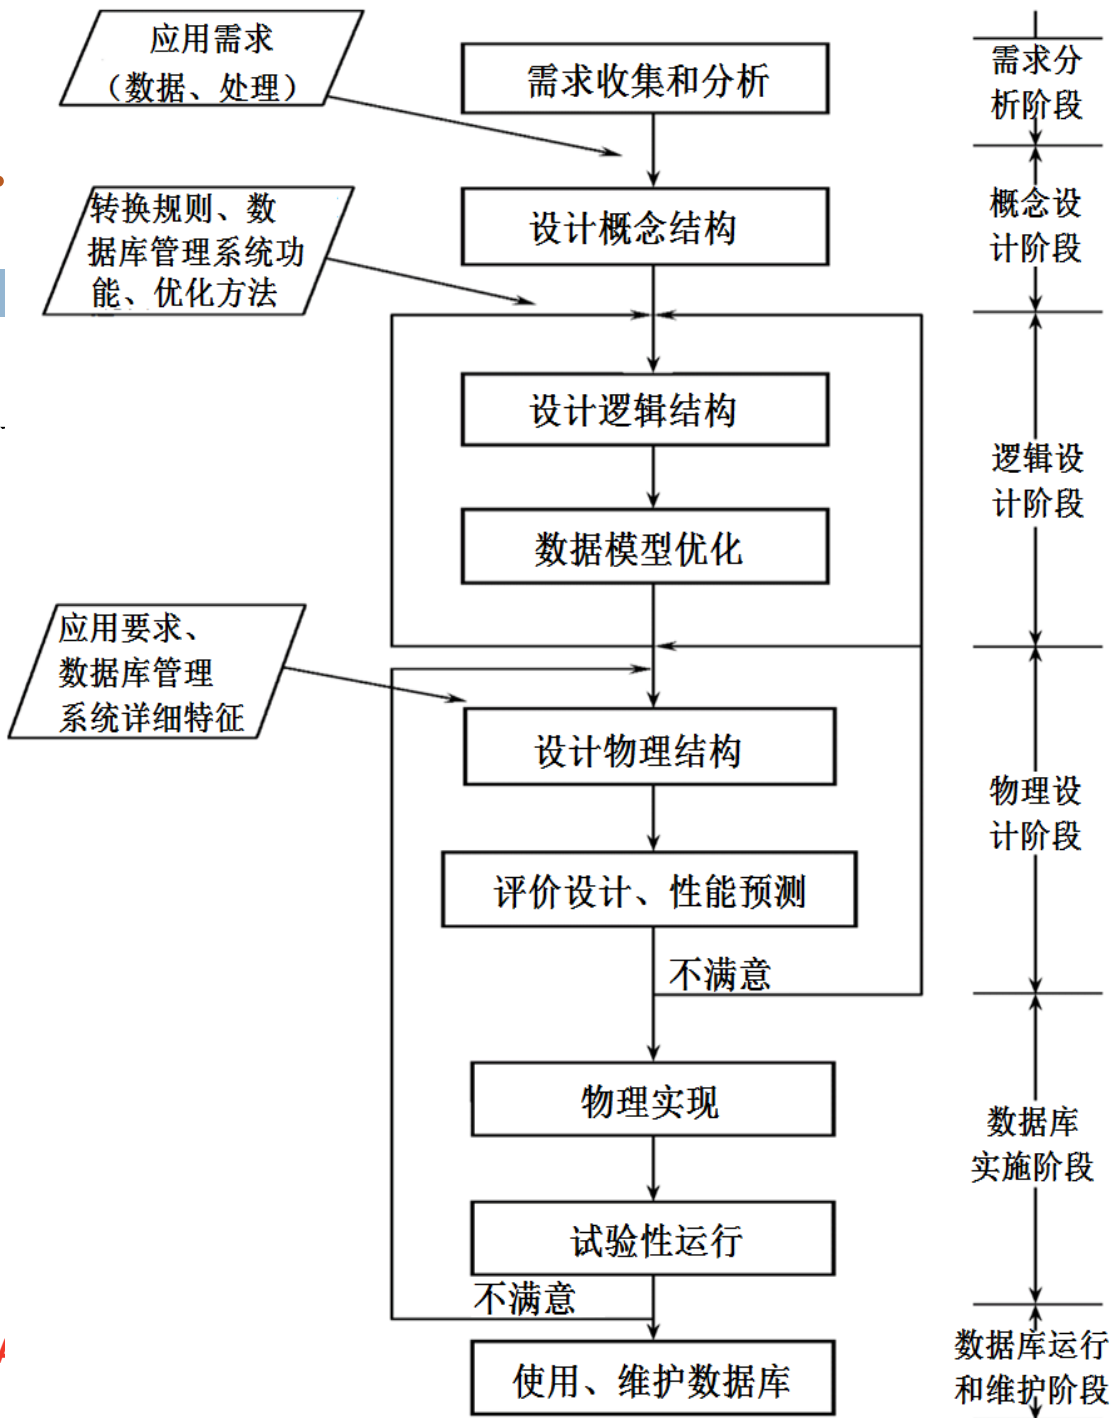 应用需求
（数据、处理）
需求收集和分析
需求分
析阶段
转换规则、数
据库管理系统功
能、优化方法
设计概念结构
概念设
计阶段
设计逻辑结构
数据模型优化
逻辑设
计阶段
应用要求、
数据库管理
系统详细特征
设计物理结构
评价设计、性能预测
不满意
物理设
计阶段
物理实现
试验性运行
不满意
数据库
实施阶段
使用、维护数据库
数据库运行
和维护阶段